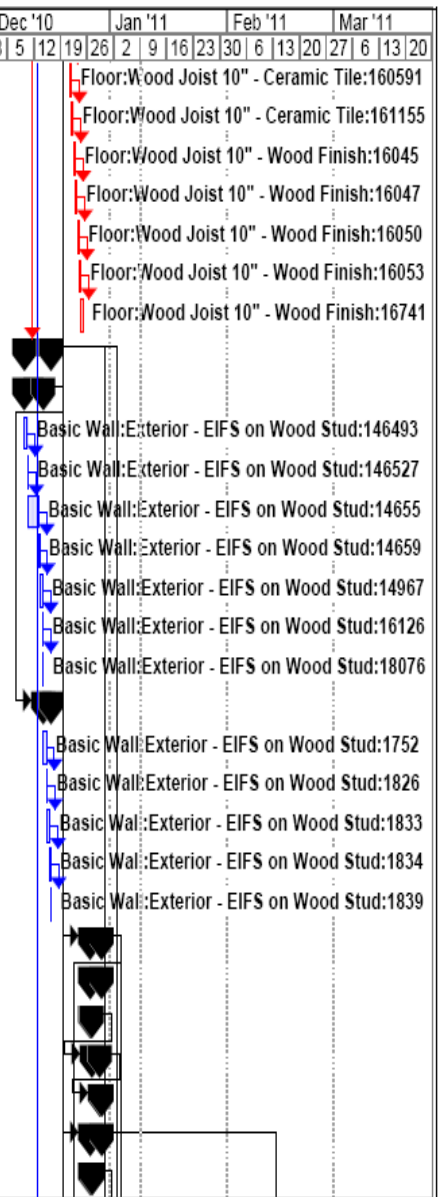 Dec '10 Jan '11 Feb '11 Mar '11
5 12 19 26 2 9 16 23 30 6 13 20 27 6 13 20
Floor:Wood Joist 10" - Ceramic Tile:160591
Floor:Wood Joist 10" - Ceramic Tile:161155
Floor:Wood Joist 10" - Wood Finish:16045
Floor:Wood Joist 10" - Wood Finish:16047
Floor:Wood Joist 10" - Wood Finish:16050
Floor:Wood Joist 10" - Wood Finish:16053
Floor:Wood Joist 10" - Wood Finish:16741
Basic Wall:Exterior - EIFS on Wood Stud:146493
Basic Wall:Exterior - EIFS on Wood Stud:146527
Basic Wall:Exterior - EIFS on Wood Stud:14655
Basic Wall:Exterior - EIFS on Wood Stud:14659
Basic Wall:Exterior - EIFS on Wood Stud:14967
Basic Wall:Exterior - EIFS on Wood Stud:16126
Basic Wall:Exterior - EIFS on Wood Stud:18076
Basic Wall:Exterior - EIFS on Wood Stud:1752
Basic Wall:Exterior - EIFS on Wood Stud:1826
Basic Wall:Exterior - EIFS on Wood Stud:1833
Basic Wall:Exterior - EIFS on Wood Stud:1834
Basic Wall:Exterior - EIFS on Wood Stud:1839